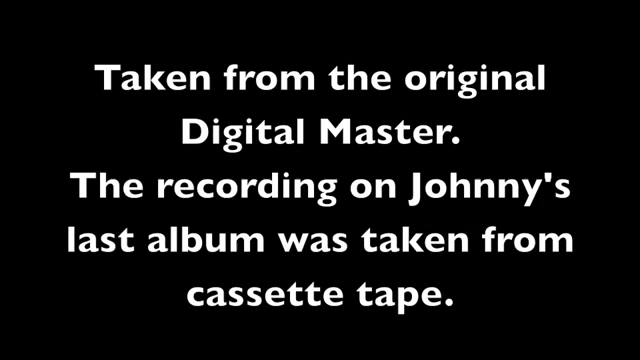 Taken from the original
Digital Master.
The recording on Johnny's
last album was taken from
cassette tape.